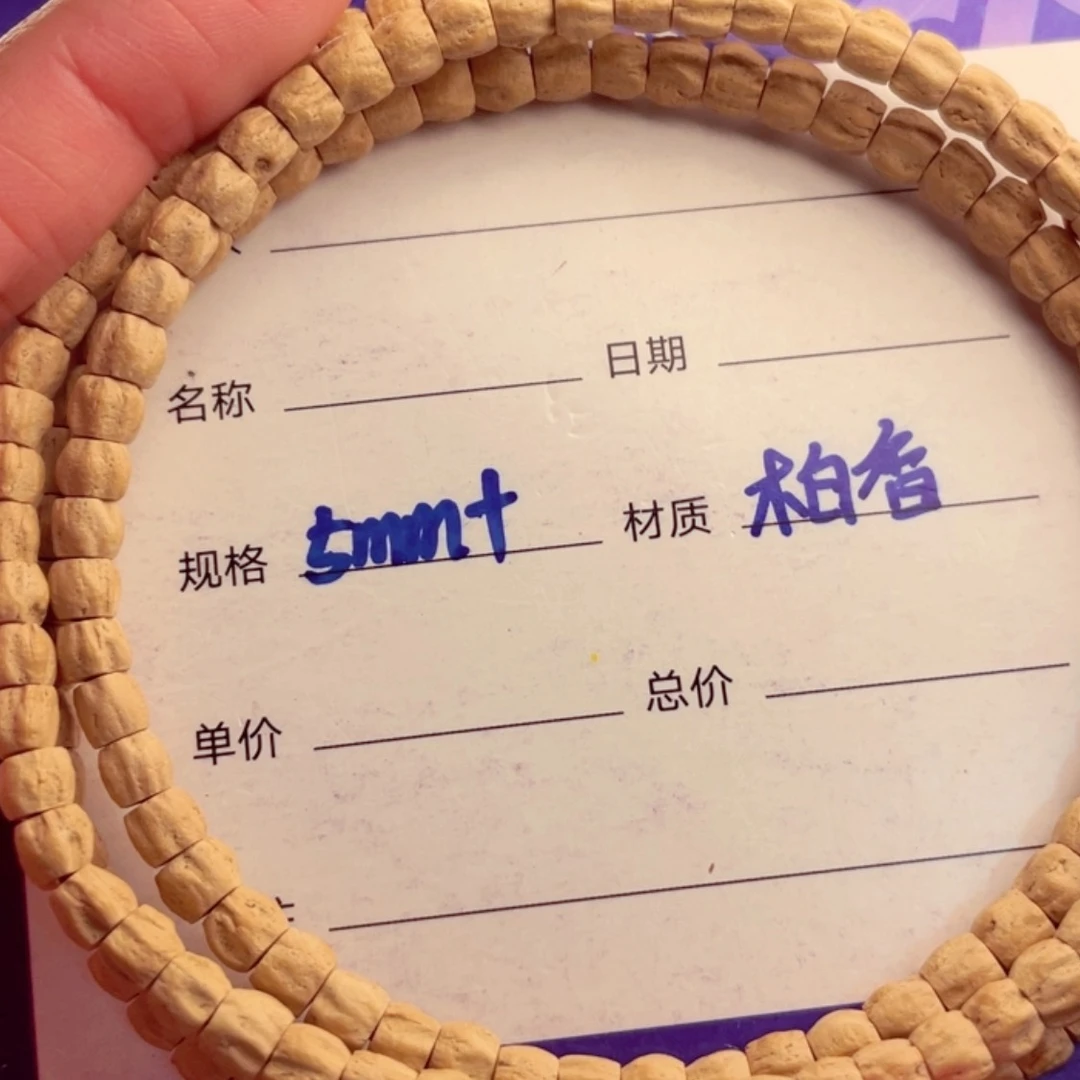 名称 日期
规格 5mm+ 材质 柏香
单价 总价